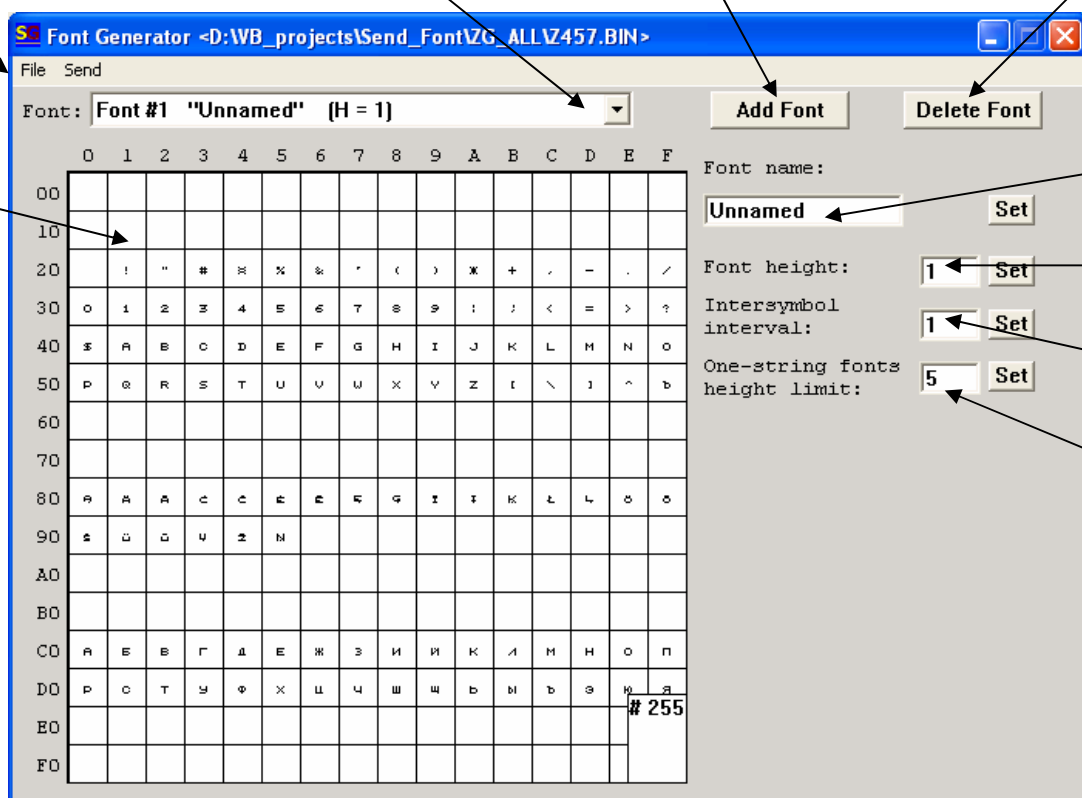 Font Generator <D:\VB_projects\Send_Font\ZG_ALL\Z457.BIN>
File Send
Font: Font #1 "Unnamed" (H = 1) Add Font Delete Font
0 1 2 3 4 5 6 7 8 9 A B C D E F
Font name:
00
Unnamed Set
10
20 ! " # ¤ % & ' ( ) ж + , - . /
Font height: 1 Set
30 0 1 2 3 4 5 6 7 8 9 : ; < = > ?
Intersymbol
interval: 1 Set
40 A B C D E F G H I J K L M N O
One-string fonts
height limit: 5 Set
50 P Q R S T U V W X Y Z [ \ ] ^ Ъ
60
70
80
90
A0
B0
C0 А Б В Г Д Е Ж З И Й К Л М Н О П
D0 Р С Т У Ф Х Ц Ч Ш Щ Ь Ы Ъ Э Ю Я
# 255
E0
F0